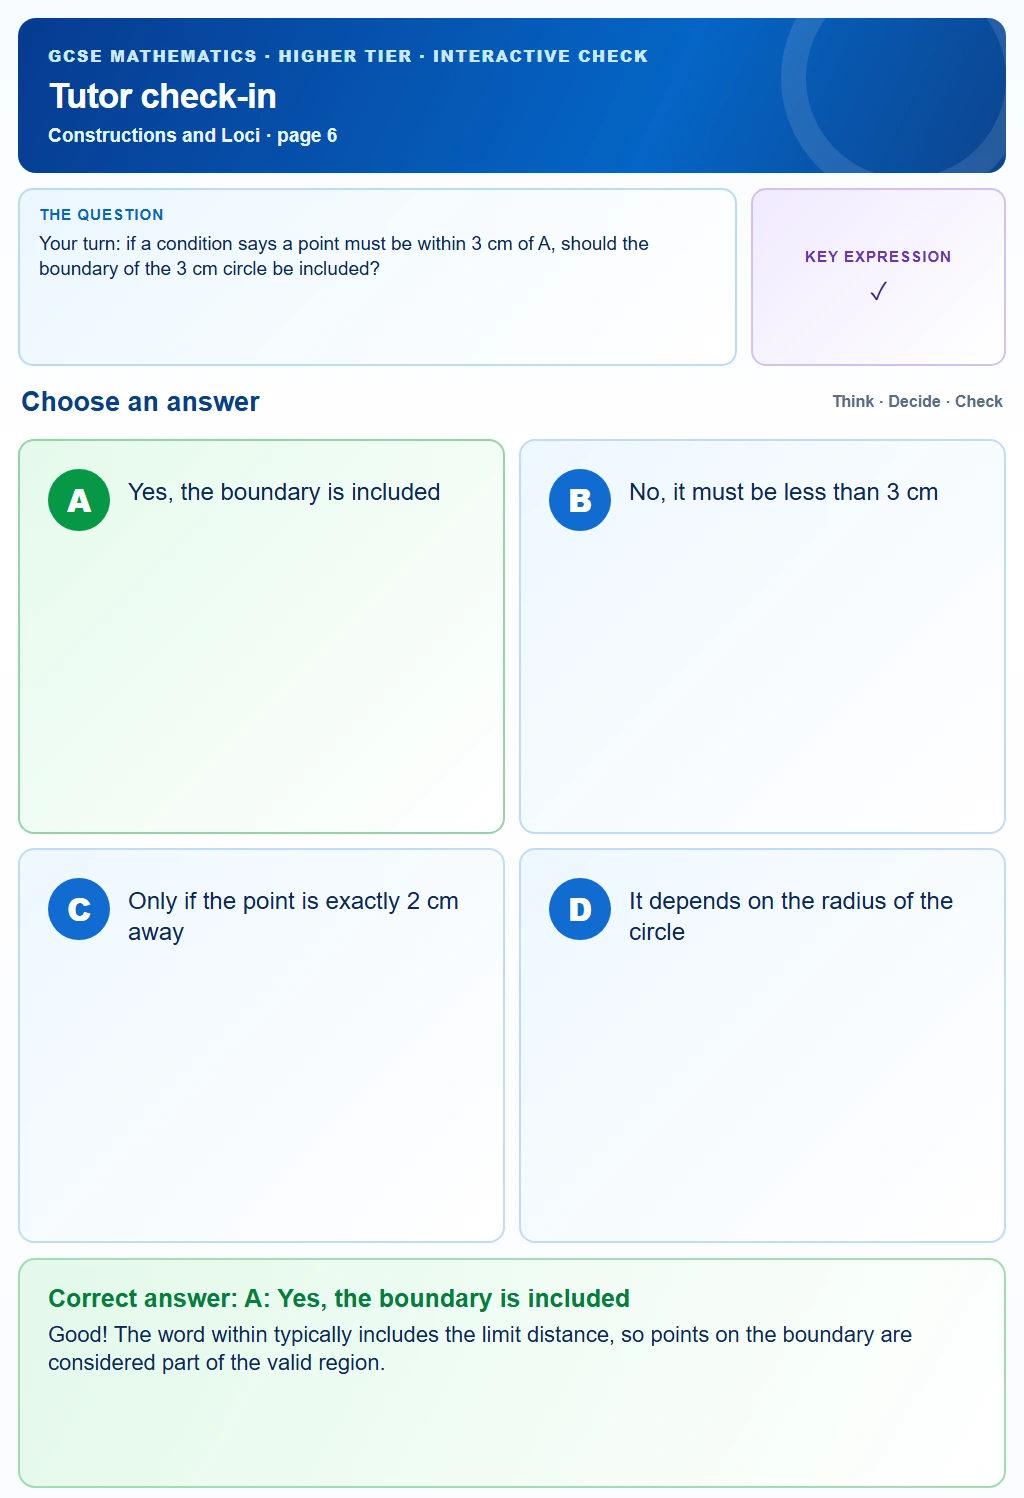 GCSE MATHEMATICS · HIGHER TIER · INTERACTIVE CHECK
Tutor check-in
Constructions and Loci · page 6
THE QUESTION
Your turn: if a condition says a point must be within 3 cm of A, should the
boundary of the 3 cm circle be included?
KEY EXPRESSION
✓
Choose an answer
Think · Decide · Check
A
Yes, the boundary is included
B
No, it must be less than 3 cm
C
Only if the point is exactly 2 cm
away
D
It depends on the radius of the
circle
Correct answer: A: Yes, the boundary is included
Good! The word within typically includes the limit distance, so points on the boundary are
considered part of the valid region.